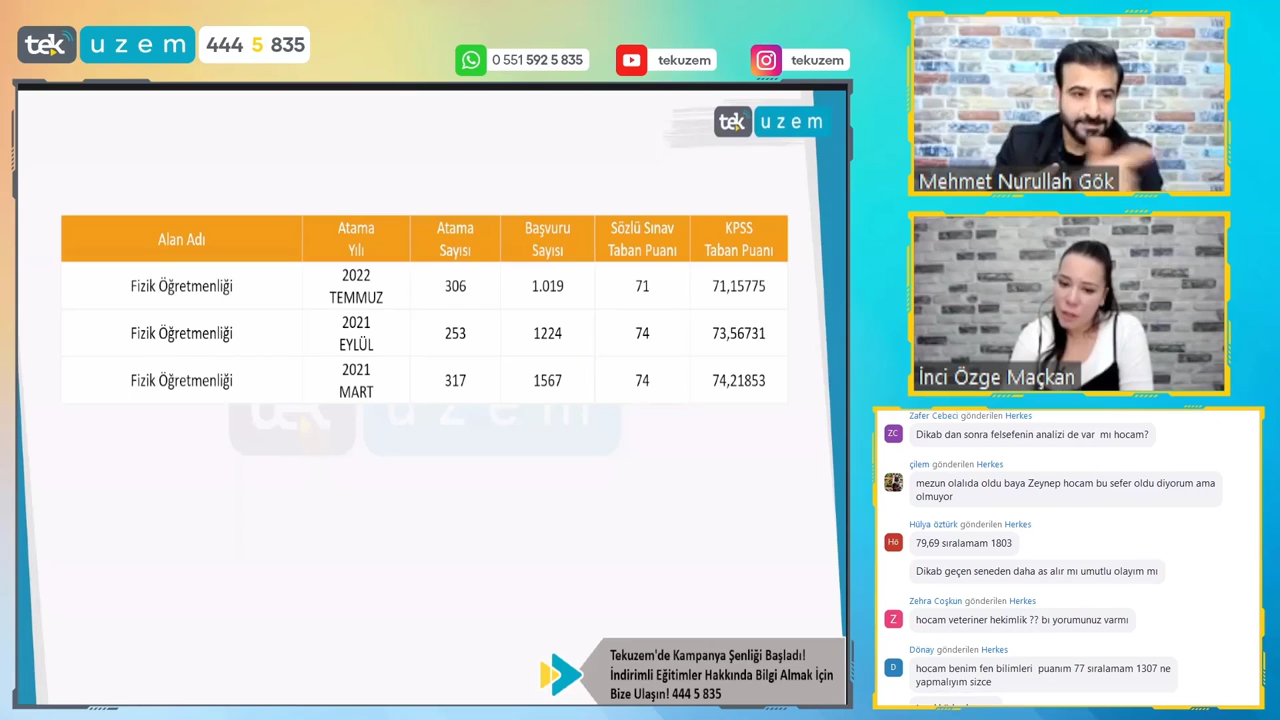 tek uzem 444 5 835
0 551 592 5 835
tekuzem
tekuzem
tek uzem
Alan Adı
Atama Yılı
Atama Sayısı
Başvuru Sayısı
Sözlü Sınav Taban Puanı
KPSS Taban Puanı
Fizik Öğretmenliği 2022 TEMMUZ 306 1.019 71 71,15775
Fizik Öğretmenliği 2021 EYLÜL 253 1224 74 73,56731
Fizik Öğretmenliği 2021 MART 317 1567 74 74,21853
Tekuzem'de Kampanya Şenliği Başladı!
İndirimli Eğitimler Hakkında Bilgi Almak İçin
Bize Ulaşın! 444 5 835
Mehmet Nurullah Gök
İnci Özge Maçkan
Zafer Cebeci gönderilen Herkes
ZC
Dikab dan sonra felsefenin analizi de var mı hocam?
çilem gönderilen Herkes
mezun olalıda oldu baya Zeynep hocam bu sefer oldu diyorum ama
olmuyor
Hülya öztürk gönderilen Herkes
Hö
79,69 sıralamam 1803
Dikab geçen seneden daha as alır mı umutlu olayım mı
Zehra Coşkun gönderilen Herkes
Z
hocam veteriner hekimlik ?? bı yorumunuz varmı
Dönay gönderilen Herkes
D
hocam benim fen bilimleri puanım 77 sıralamam 1307 ne
yapmalıyım sizce